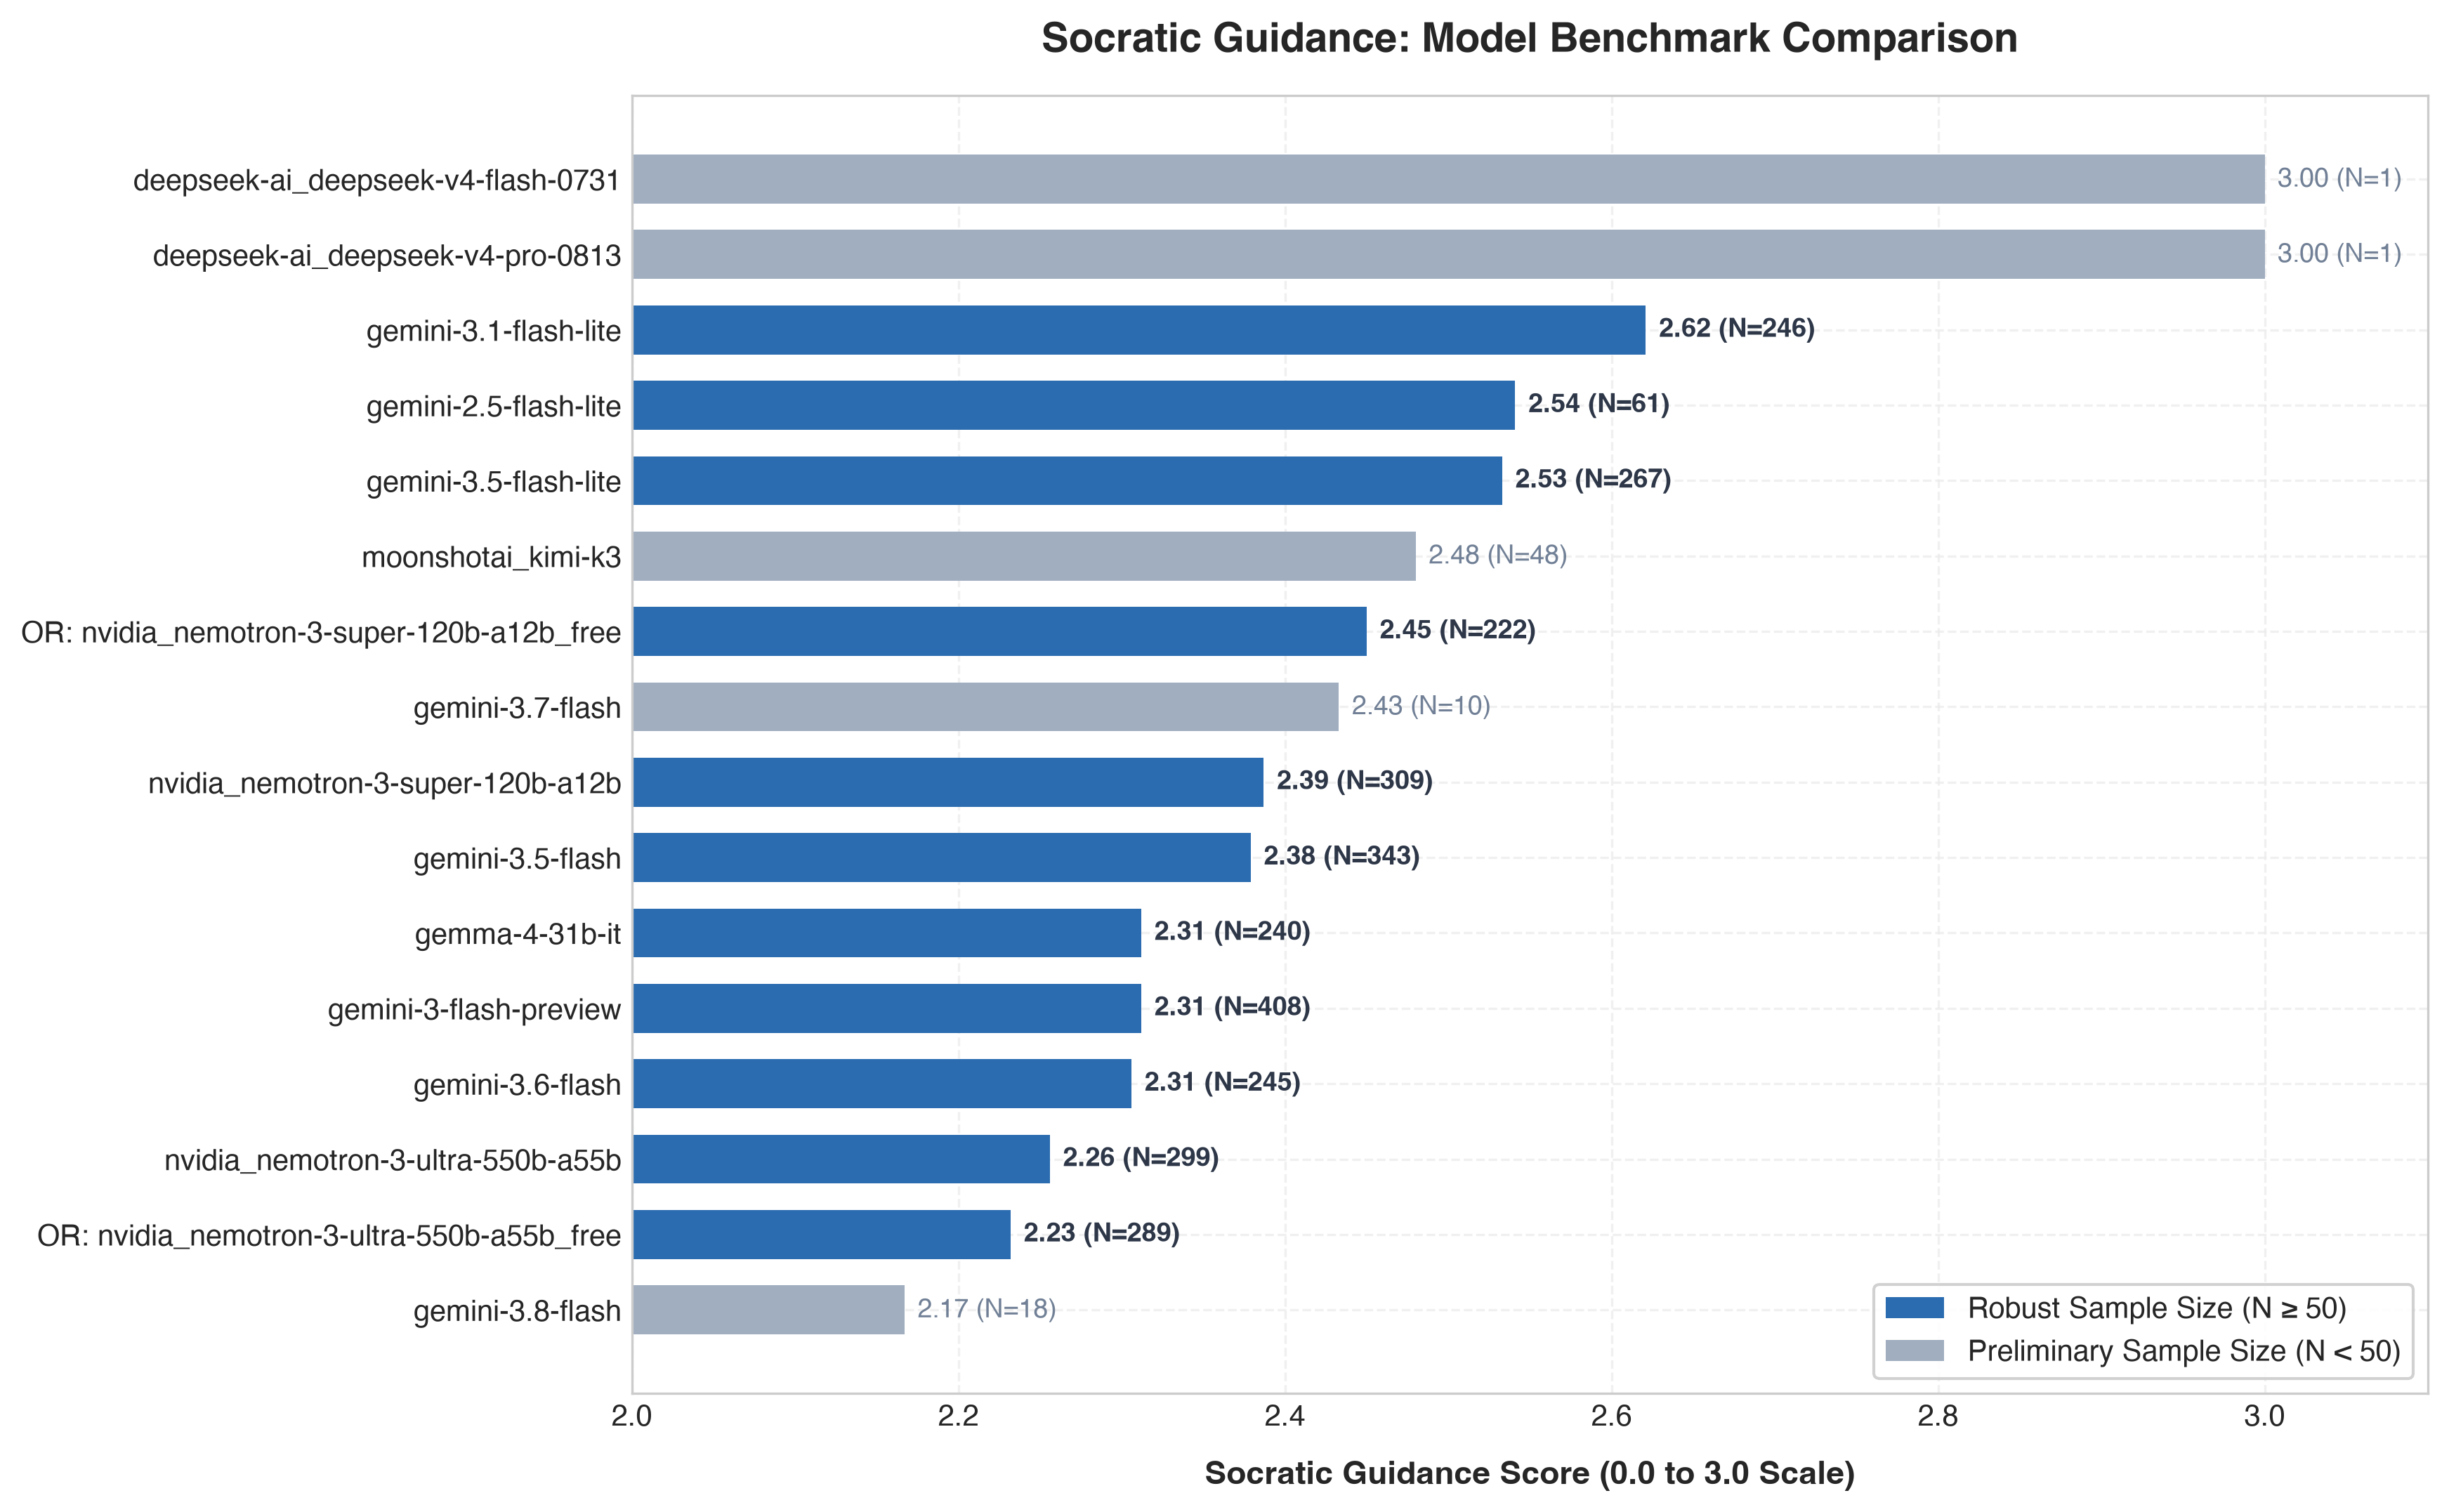 Socratic Guidance: Model Benchmark Comparison
deepseek-ai_deepseek-v4-flash-0731 3.00 (N=1)
deepseek-ai_deepseek-v4-pro-0813 3.00 (N=1)
gemini-3.1-flash-lite 2.62 (N=246)
gemini-2.5-flash-lite 2.54 (N=61)
gemini-3.5-flash-lite 2.53 (N=267)
moonshotai_kimi-k3 2.48 (N=48)
OR: nvidia_nemotron-3-super-120b-a12b_free 2.45 (N=222)
gemini-3.7-flash 2.43 (N=10)
nvidia_nemotron-3-super-120b-a12b 2.39 (N=309)
gemini-3.5-flash 2.38 (N=343)
gemma-4-31b-it 2.31 (N=240)
gemini-3-flash-preview 2.31 (N=408)
gemini-3.6-flash 2.31 (N=245)
nvidia_nemotron-3-ultra-550b-a55b 2.26 (N=299)
OR: nvidia_nemotron-3-ultra-550b-a55b_free 2.23 (N=289)
gemini-3.8-flash 2.17 (N=18)
Robust Sample Size (N ≥ 50)
Preliminary Sample Size (N < 50)
2.0 2.2 2.4 2.6 2.8 3.0
Socratic Guidance Score (0.0 to 3.0 Scale)